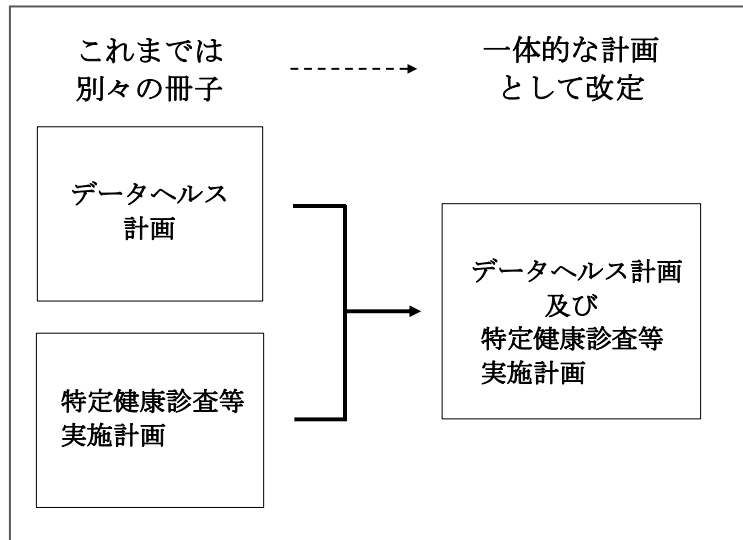 これまでは
別々の冊子
一体的な計画
として改定
データヘルス
計画
特定健康診査等
実施計画
データヘルス計画
及び
特定健康診査等
実施計画